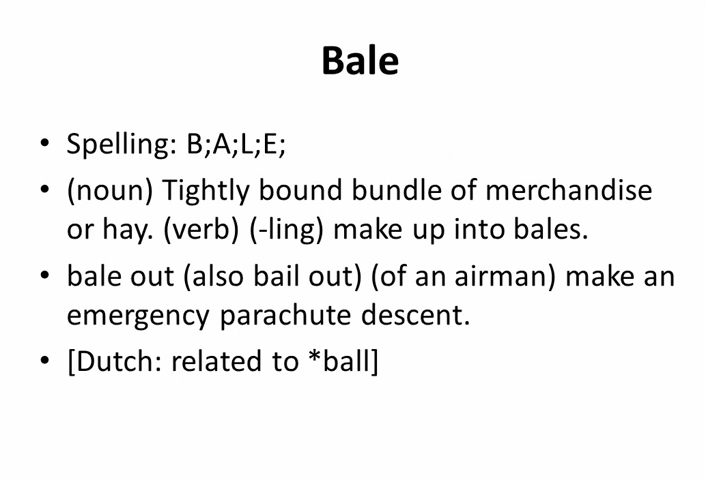 Bale
• Spelling: B;A;L;E;
• (noun) Tightly bound bundle of merchandise
or hay. (verb) (-ling) make up into bales.
• bale out (also bail out) (of an airman) make an
emergency parachute descent.
• [Dutch: related to *ball]